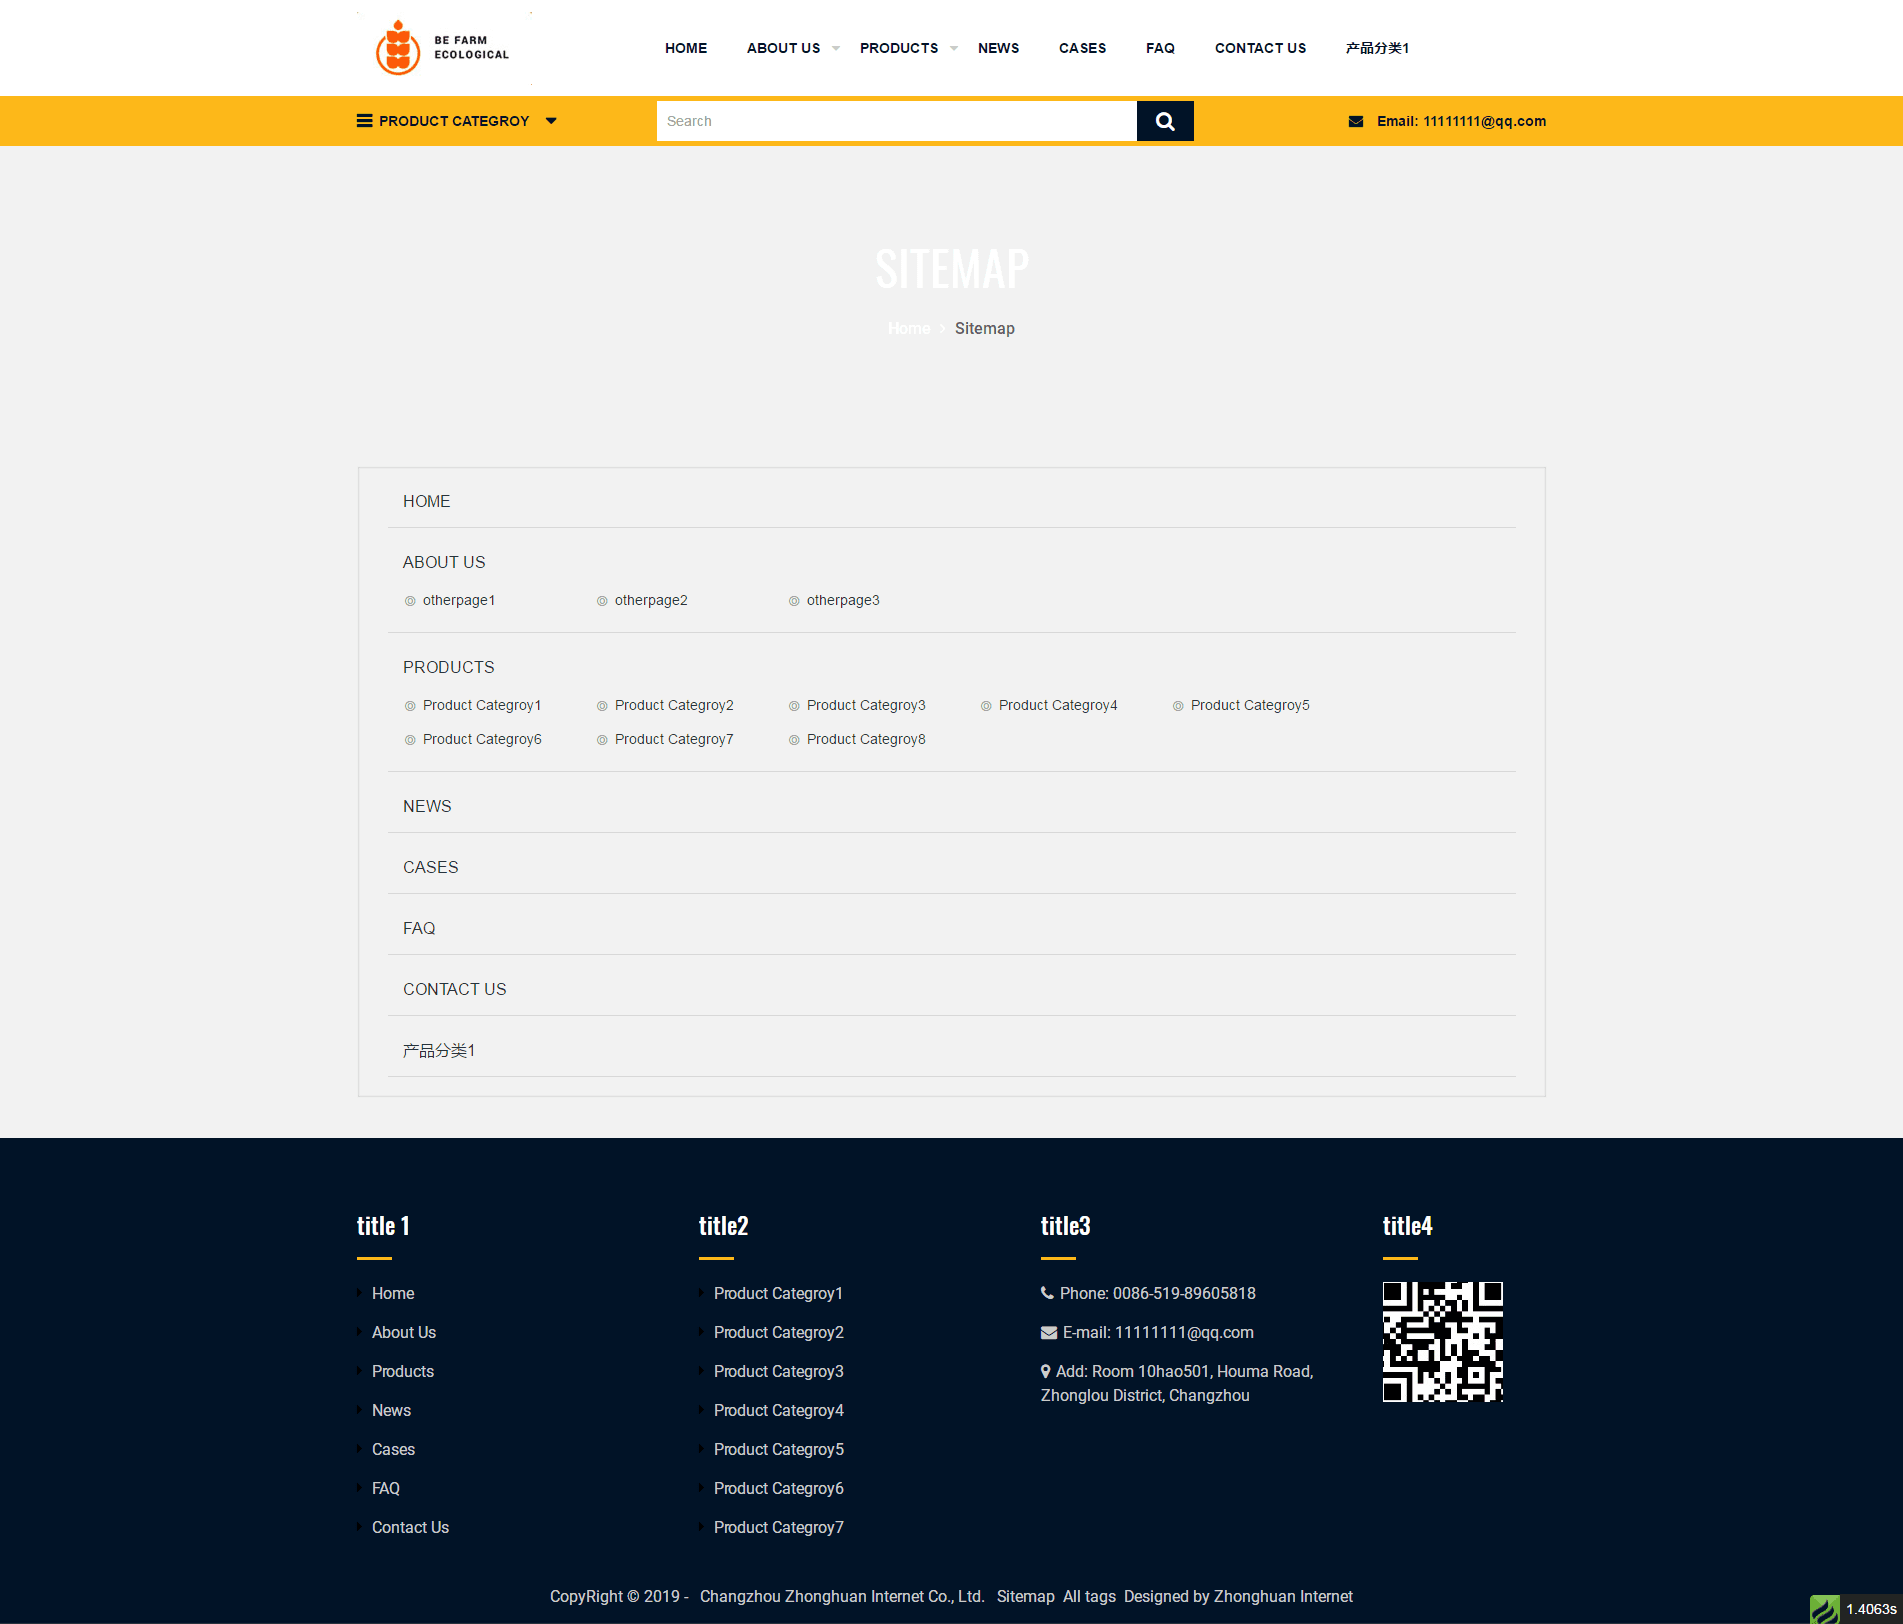 BE FARM
ECOLOGICAL
HOME ABOUT US PRODUCTS NEWS CASES FAQ CONTACT US 产品分类1
PRODUCT CATEGROY Search Email: 11111111@qq.com
SITEMAP
Home Sitemap
HOME
ABOUT US
otherpage1 otherpage2 otherpage3
PRODUCTS
Product Categroy1 Product Categroy2 Product Categroy3 Product Categroy4 Product Categroy5
Product Categroy6 Product Categroy7 Product Categroy8
NEWS
CASES
FAQ
CONTACT US
产品分类1
title 1
Home
About Us
Products
News
Cases
FAQ
Contact Us
title2
Product Categroy1
Product Categroy2
Product Categroy3
Product Categroy4
Product Categroy5
Product Categroy6
Product Categroy7
title3
Phone: 0086-519-89605818
E-mail: 11111111@qq.com
Add: Room 10hao501, Houma Road,
Zhonglou District, Changzhou
title4
CopyRight © 2019 - Changzhou Zhonghuan Internet Co., Ltd. Sitemap All tags Designed by Zhonghuan Internet
1.4063s